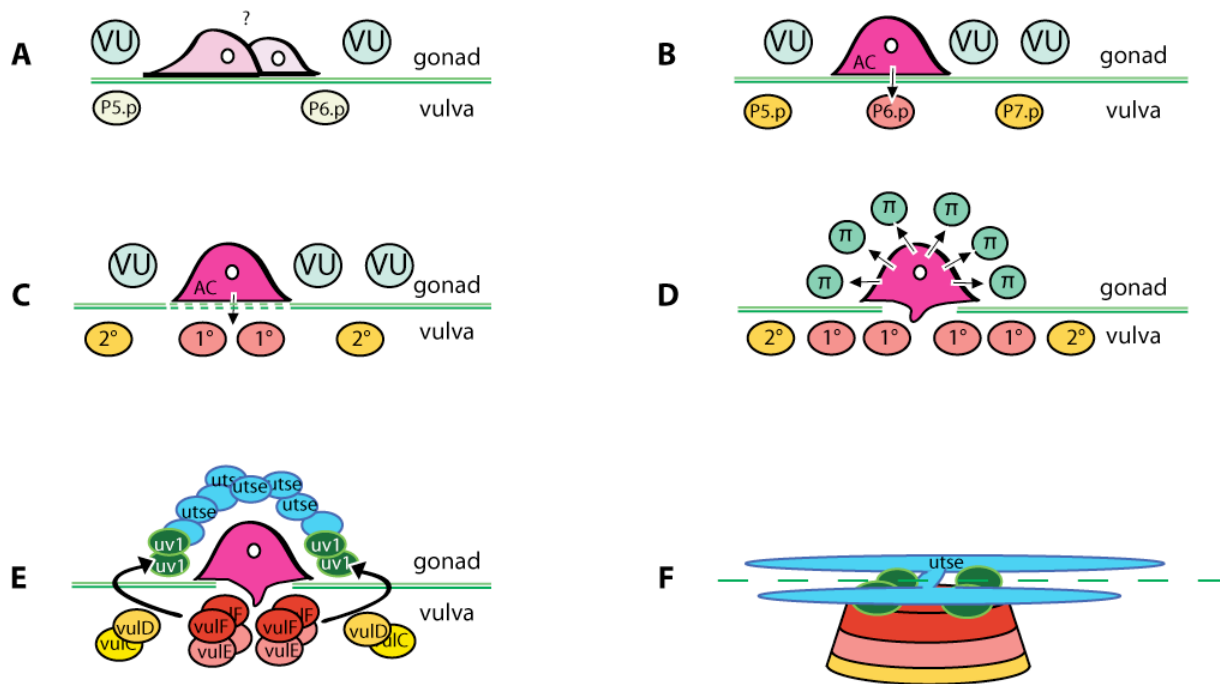 ?
VU
VU
gonad
A
P5.p
P6.p
vulva
VU
VU
VU
gonad
B
AC
P5.p
P6.p
P7.p
vulva
VU
VU
VU
gonad
C
AC
2°
1°
1°
2°
vulva
π
π
π
π
π
π
gonad
D
2°
1°
1°
1°
1°
2°
vulva
uts
utse
utse
utse
utse
uv1
uv1
uv1
uv1
gonad
E
vulva
vulD
vulC
vulF
vulF
vulE
vulF
vulE
vulD
utse
F